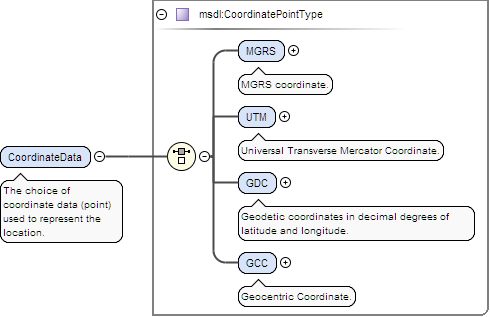 msdl:CoordinatePointType
MGRS
MGRS coordinate.
UTM
Universal Transverse Mercator Coordinate.
CoordinateData
The choice of
coordinate data (point)
used to represent the
location.
GDC
Geodetic coordinates in decimal degrees of
latitude and longitude.
GCC
Geocentric Coordinate.